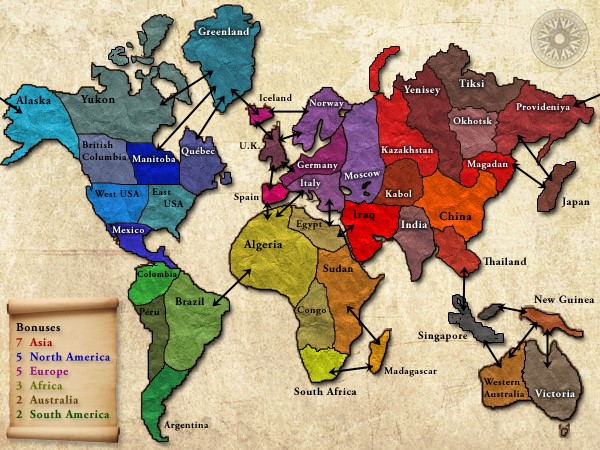 Greenland
Alaska
Yukon
Iceland
Norway
Yenisey
Tiksi
Provideniya
Okhotsk
British
Columbia
Manitoba
Québec
U.K.
Germany
Kazakhstan
Magadan
Moscow
Italy
West USA
East
USA
Spain
Kabol
Japan
Mexico
Egypt
Iraq
India
China
Algeria
Thailand
Colombia
Sudan
Brazil
Péru
Congo
New Guinea
Singapore
Madagascar
Western
Australia
Victoria
South Africa
Argentina
Bonuses
7 Asia
5 North America
5 Europe
3 Africa
2 Australia
2 South America